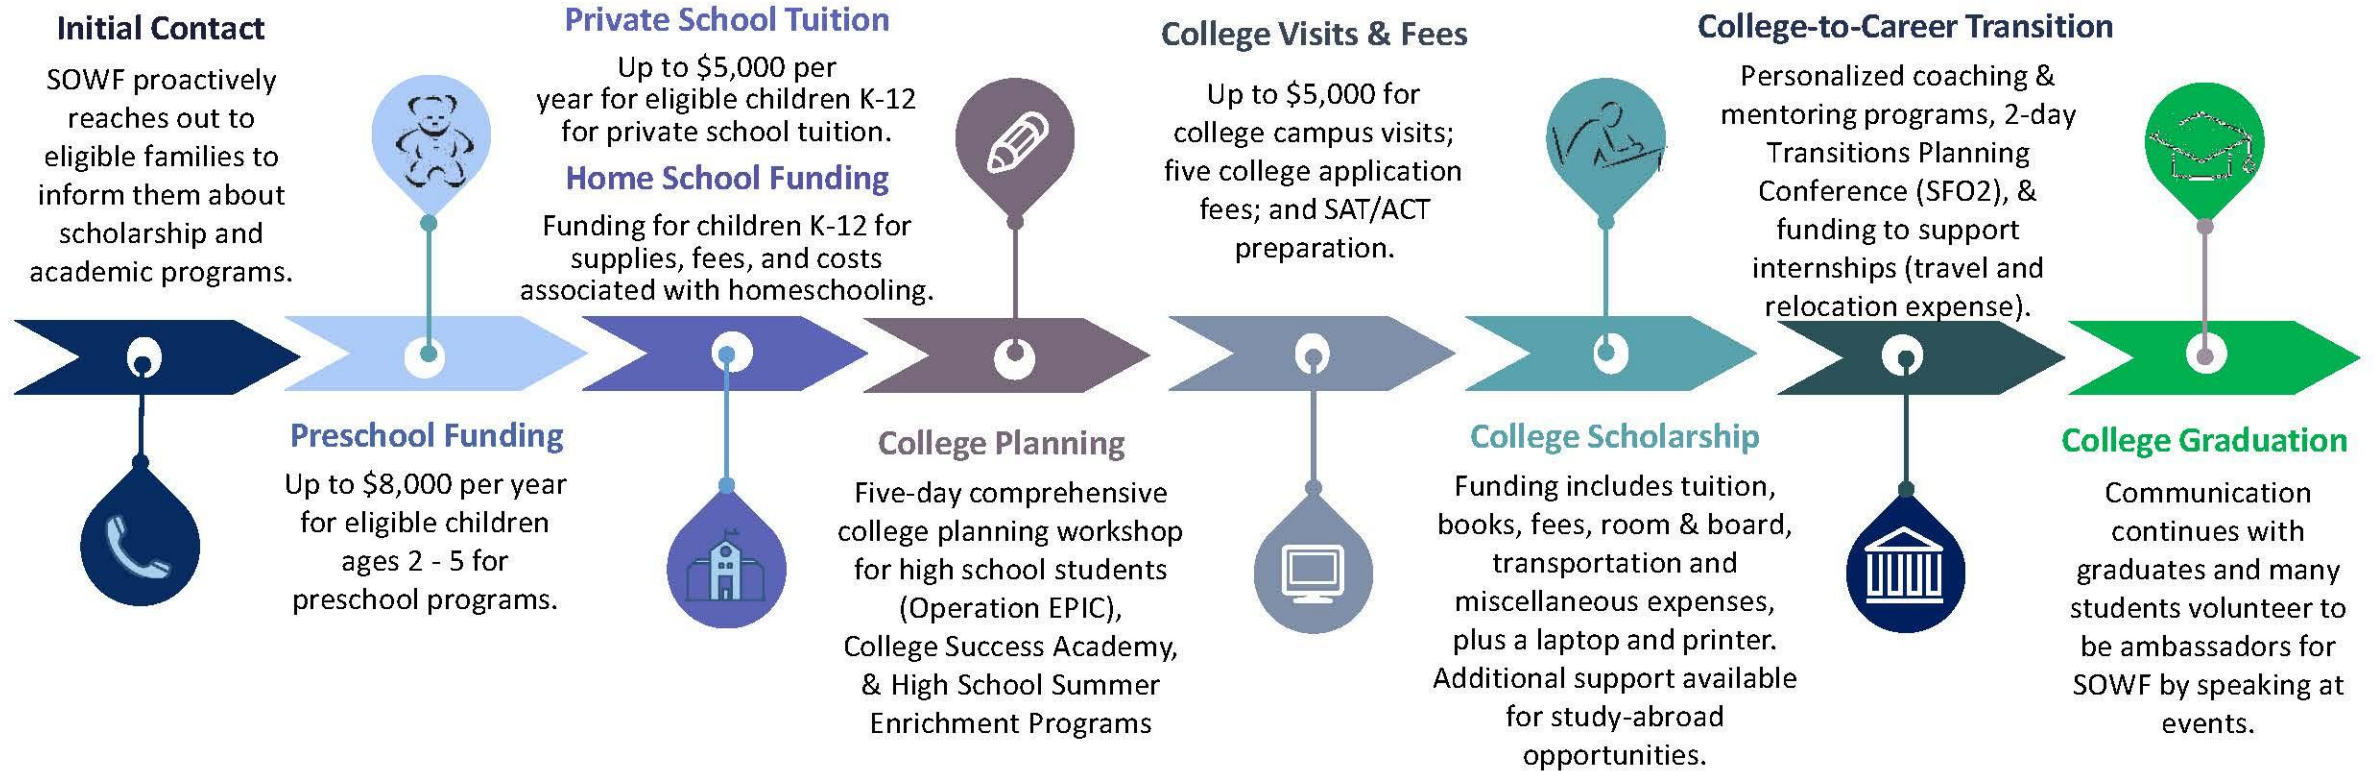 Initial Contact
SOWF proactively
reaches out to
eligible families to
inform them about
scholarship and
academic programs.
Preschool Funding
Up to $8,000 per year
for eligible children
ages 2 - 5 for
preschool programs.
Private School Tuition
Up to $5,000 per
year for eligible children K-12
for private school tuition.
Home School Funding
Funding for children K-12 for
supplies, fees, and costs
associated with homeschooling.
College Planning
Five-day comprehensive
college planning workshop
for high school students
(Operation EPIC),
College Success Academy,
& High School Summer
Enrichment Programs
College Visits & Fees
Up to $5,000 for
college campus visits;
five college application
fees; and SAT/ACT
preparation.
College Scholarship
Funding includes tuition,
books, fees, room & board,
transportation and
miscellaneous expenses,
plus a laptop and printer.
Additional support available
for study-abroad
opportunities.
College-to-Career Transition
Personalized coaching &
mentoring programs, 2-day
Transitions Planning
Conference (SFO2), &
funding to support
internships (travel and
relocation expense).
College Graduation
Communication
continues with
graduates and many
students volunteer to
be ambassadors for
SOWF by speaking at
events.